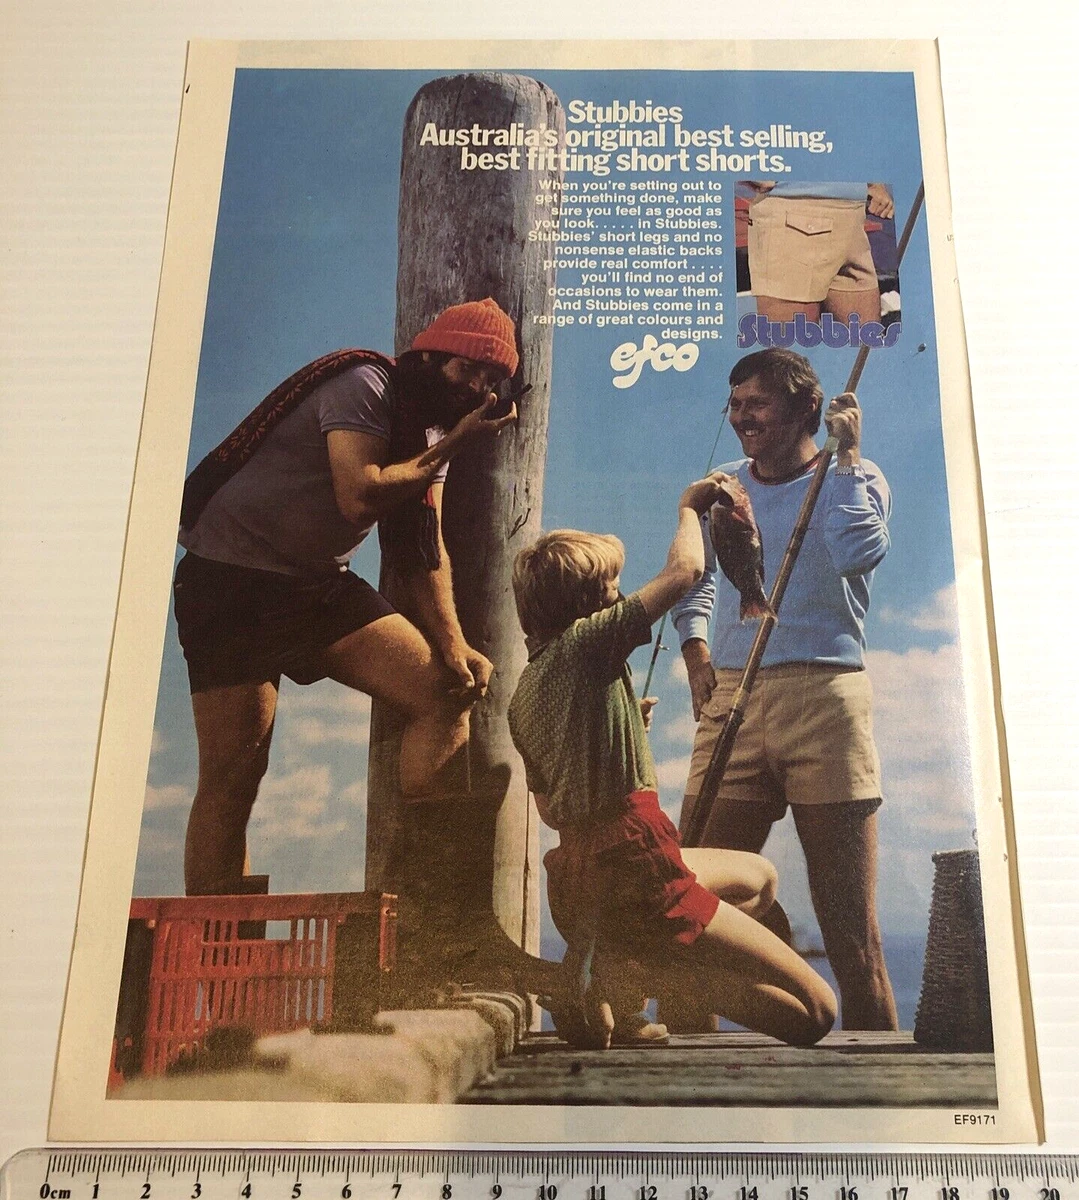 Stubbies
Australia's original best selling,
best fitting short shorts.
When you're setting out to
get something done, make
sure you feel as good as
you look. . . . . in Stubbies.
Stubbies' short legs and no
nonsense elastic backs
provide real comfort . . . .
you'll find no end of
occasions to wear them.
And Stubbies come in a
range of great colours and
designs.
efco
Stubbies
EF9171
0cm 1 2 3 4 5 6 7 8 9 10 11 12 13 14 15 16 17 18 19 20